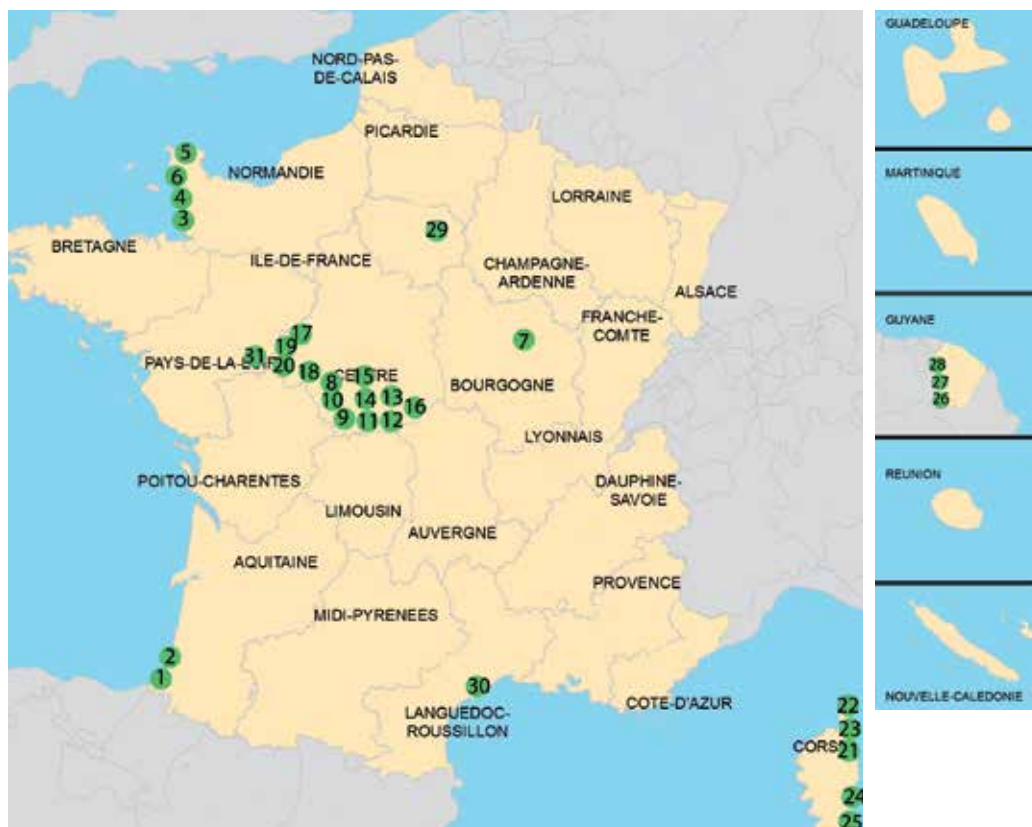 NORD-PAS-
DE-CALAIS
PICARDIE
5
6
NORMANDIE
4
3
LORRAINE
29
BRETAGNE
ILE-DE-FRANCE
CHAMPAGNE-
ARDENNE
ALSACE
FRANCHE-
COMTE
17
19
31
7
PAYS-DE-LA-
20
18
8
15
BOURGOGNE
10
14
13
16
9
11
12
LYONNAIS
POITOU-CHARENTES
DAUPHINE-
SAVOIE
LIMOUSIN
AUVERGNE
AQUITAINE
PROVENCE
MIDI-PYRENEES
2
1
30
COTE-D'AZUR
LANGUEDOC-
ROUSSILLON
22
23
CORS
21
24
25
GUADELOUPE
MARTINIQUE
GUYANE
28
27
26
REUNION
NOUVELLE-CALEDONIE